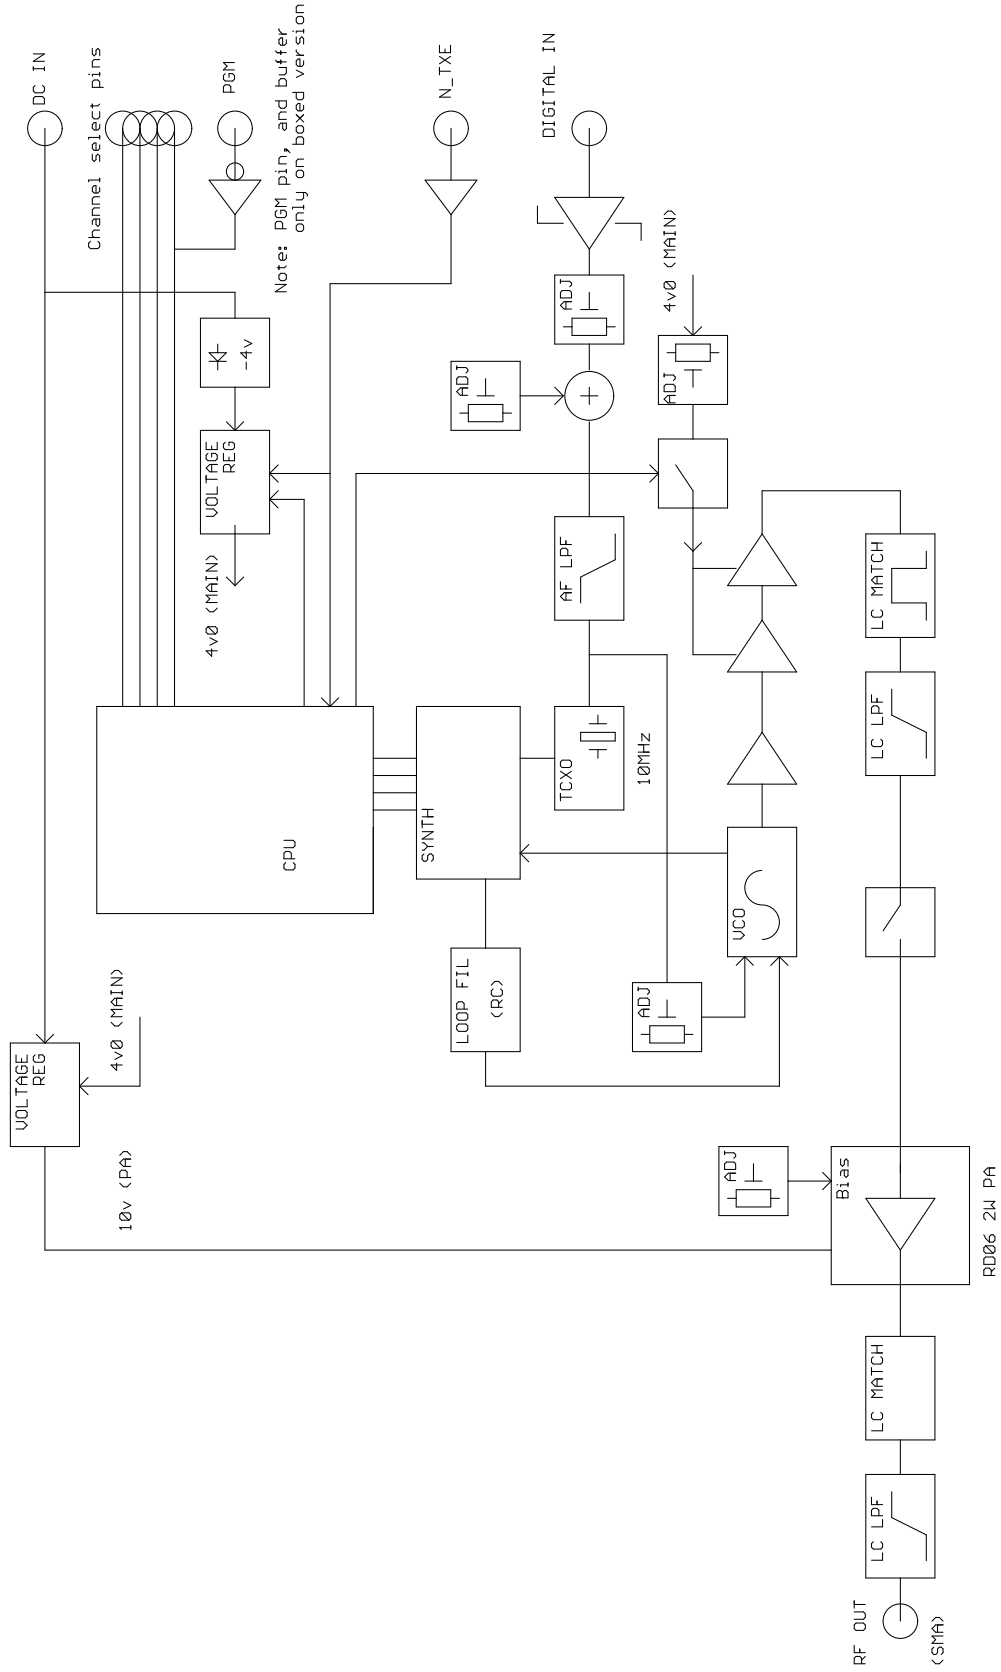 DC IN
Channel select pins
PGM
Note: PGM pin, and buffer
only on boxed version
N_TXE
DIGITAL IN
-4v
VOLTAGE
REG
4v0 (MAIN)
ADJ
ADJ
4v0 (MAIN)
ADJ
AF LPF
CPU
SYNTH
TCXO
10MHz
LC MATCH
LC LPF
VCO
LOOP FIL
(RC)
ADJ
VOLTAGE
REG
4v0 (MAIN)
10v (PA)
ADJ
Bias
RD06 2W PA
LC MATCH
LC LPF
RF OUT
(SMA)